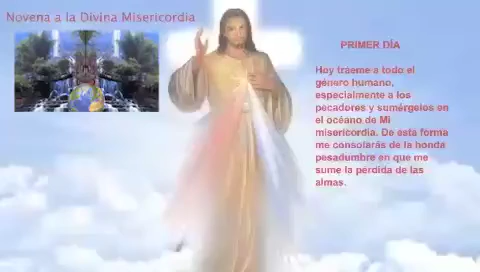 Novena a la Divina Misericordia
PRIMER DÍA
Hoy tráeme a todo el
género humano,
especialmente a los
pecadores y sumérgelos en
el océano de Mi
misericordia. De esta forma
me consolarás de la honda
pesadumbre en que me
sume la pérdida de las
almas.